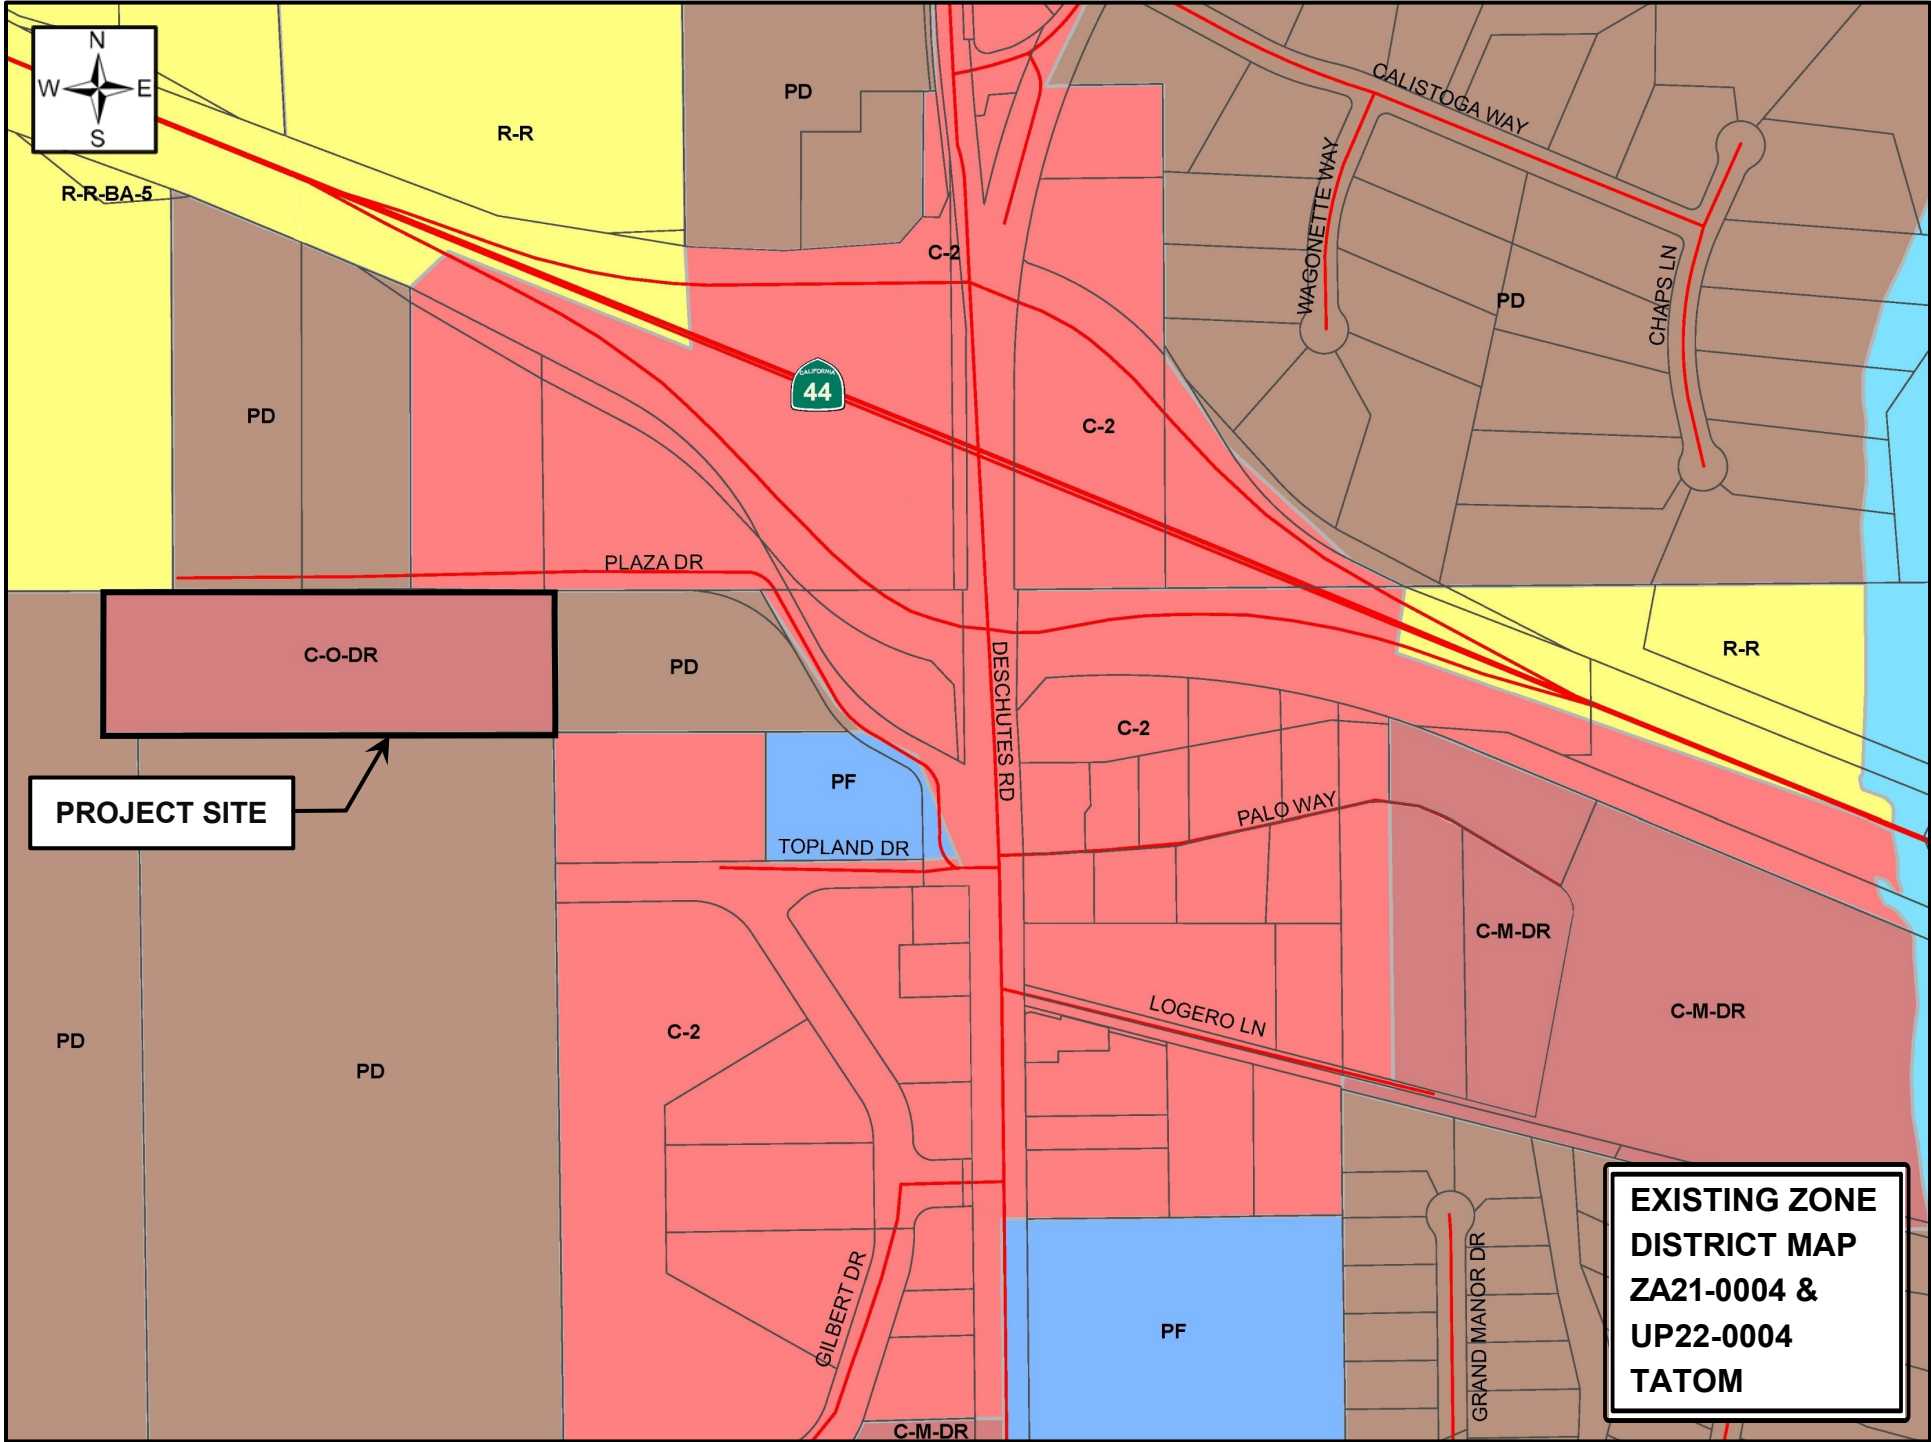 N
W E
S
R-R
PD
CALISTOGA WAY
R-R-BA-5
WAGONETTE WAY
C-2
CHAPS LN
PD
CALIFORNIA
44
PD
C-2
PLAZA DR
C-O-DR
PD
DESCHUTES RD
R-R
C-2
PF
PROJECT SITE
PALO WAY
TOPLAND DR
C-M-DR
LOGERO LN
C-M-DR
C-2
PD
PD
GILBERT DR
PF
GRAND MANOR DR
C-M-DR
EXISTING ZONE
DISTRICT MAP
ZA21-0004 &
UP22-0004
TATOM